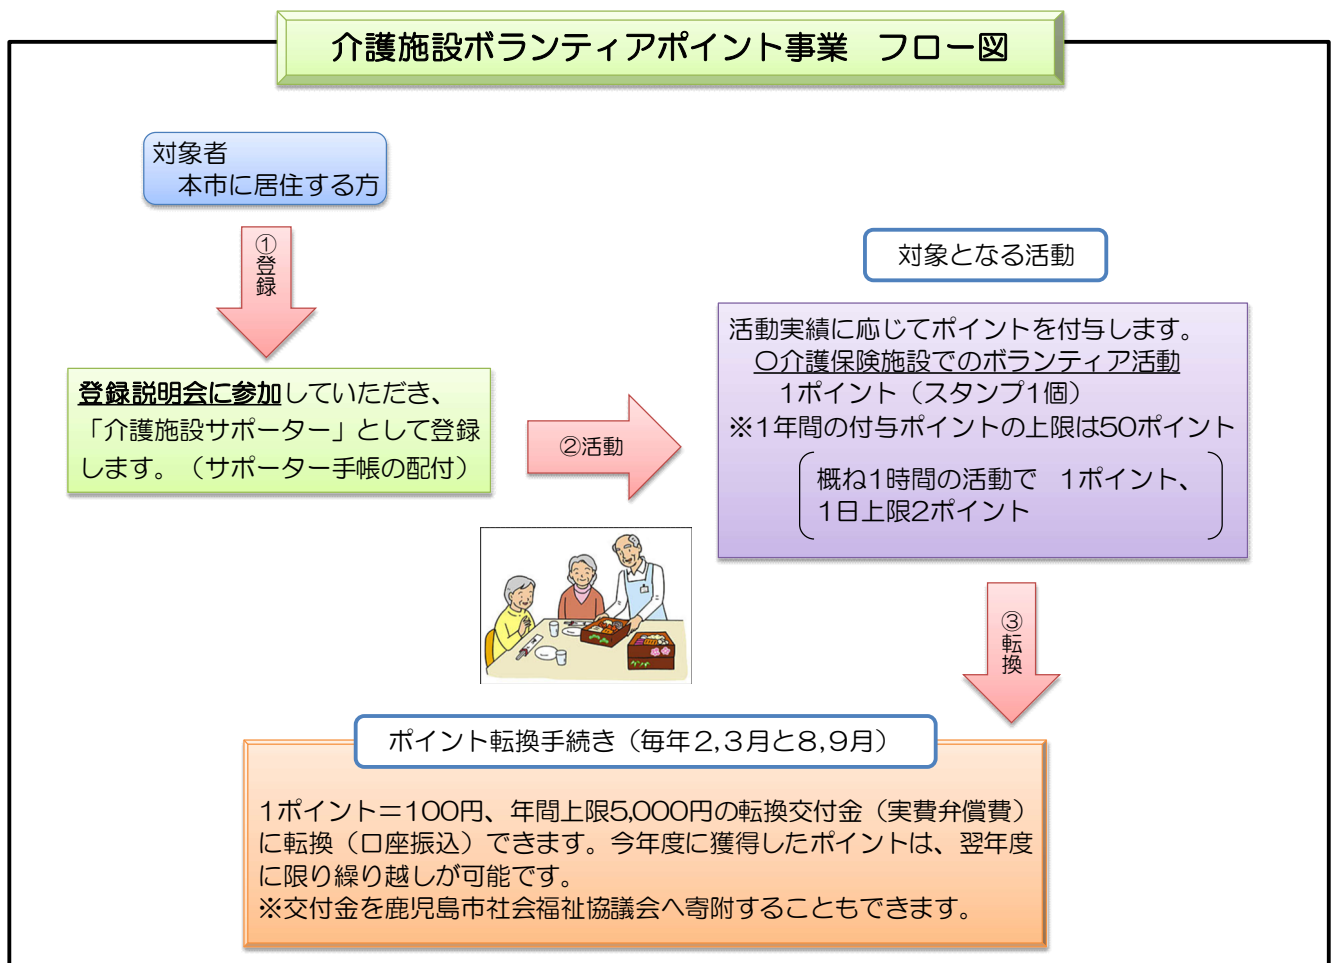 介護施設ボランティアポイント事業　フロー図
対象者
本市に居住する方
①登録
登録説明会に参加していただき、
「介護施設サポーター」として登録
します。（サポーター手帳の配付）
②活動
対象となる活動
活動実績に応じてポイントを付与します。
〇介護保険施設でのボランティア活動
1ポイント（スタンプ1個）
※1年間の付与ポイントの上限は50ポイント
概ね1時間の活動で　1ポイント、
1日上限2ポイント
③転換
ポイント転換手続き（毎年2,3月と8,9月）
1ポイント＝100円、年間上限5,000円の転換交付金（実費弁償費）
に転換（口座振込）できます。今年度に獲得したポイントは、翌年度
に限り繰り越しが可能です。
※交付金を鹿児島市社会福祉協議会へ寄附することもできます。